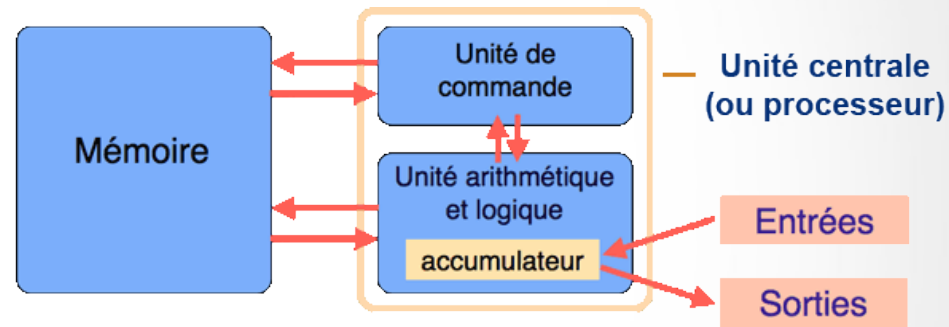 Mémoire
Unité de
commande
Unité arithmétique
et logique
accumulateur
Unité centrale
(ou processeur)
Entrées
Sorties